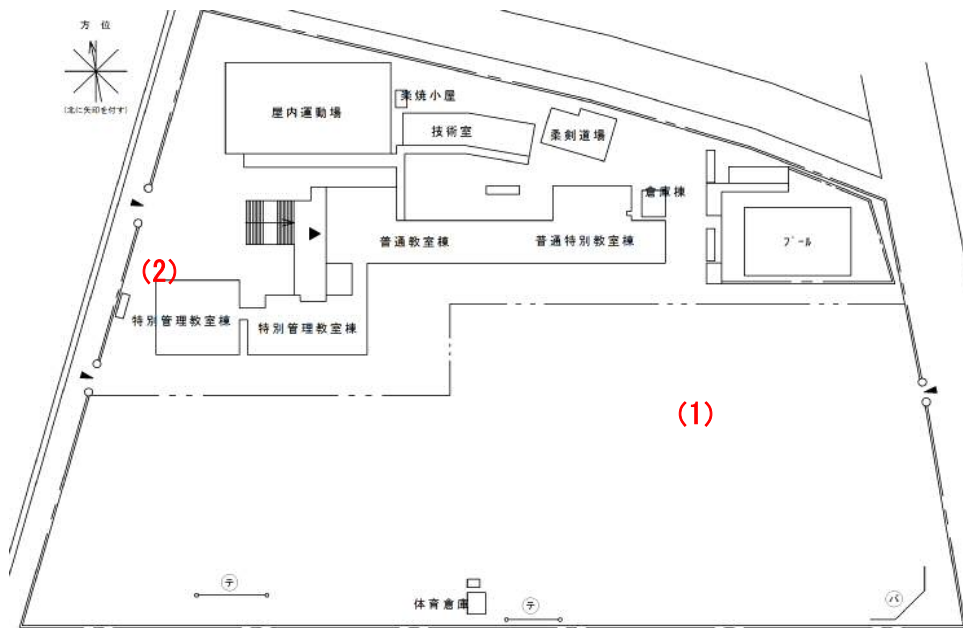 方 位
(北に矢印を付す)
屋内運動場
楽焼小屋
技術室
柔剣道場
倉庫棟
普通教室棟
普通特別教室棟
プール
(2)
特別管理教室棟
特別管理教室棟
(1)
テ
体育倉庫
テ
バ